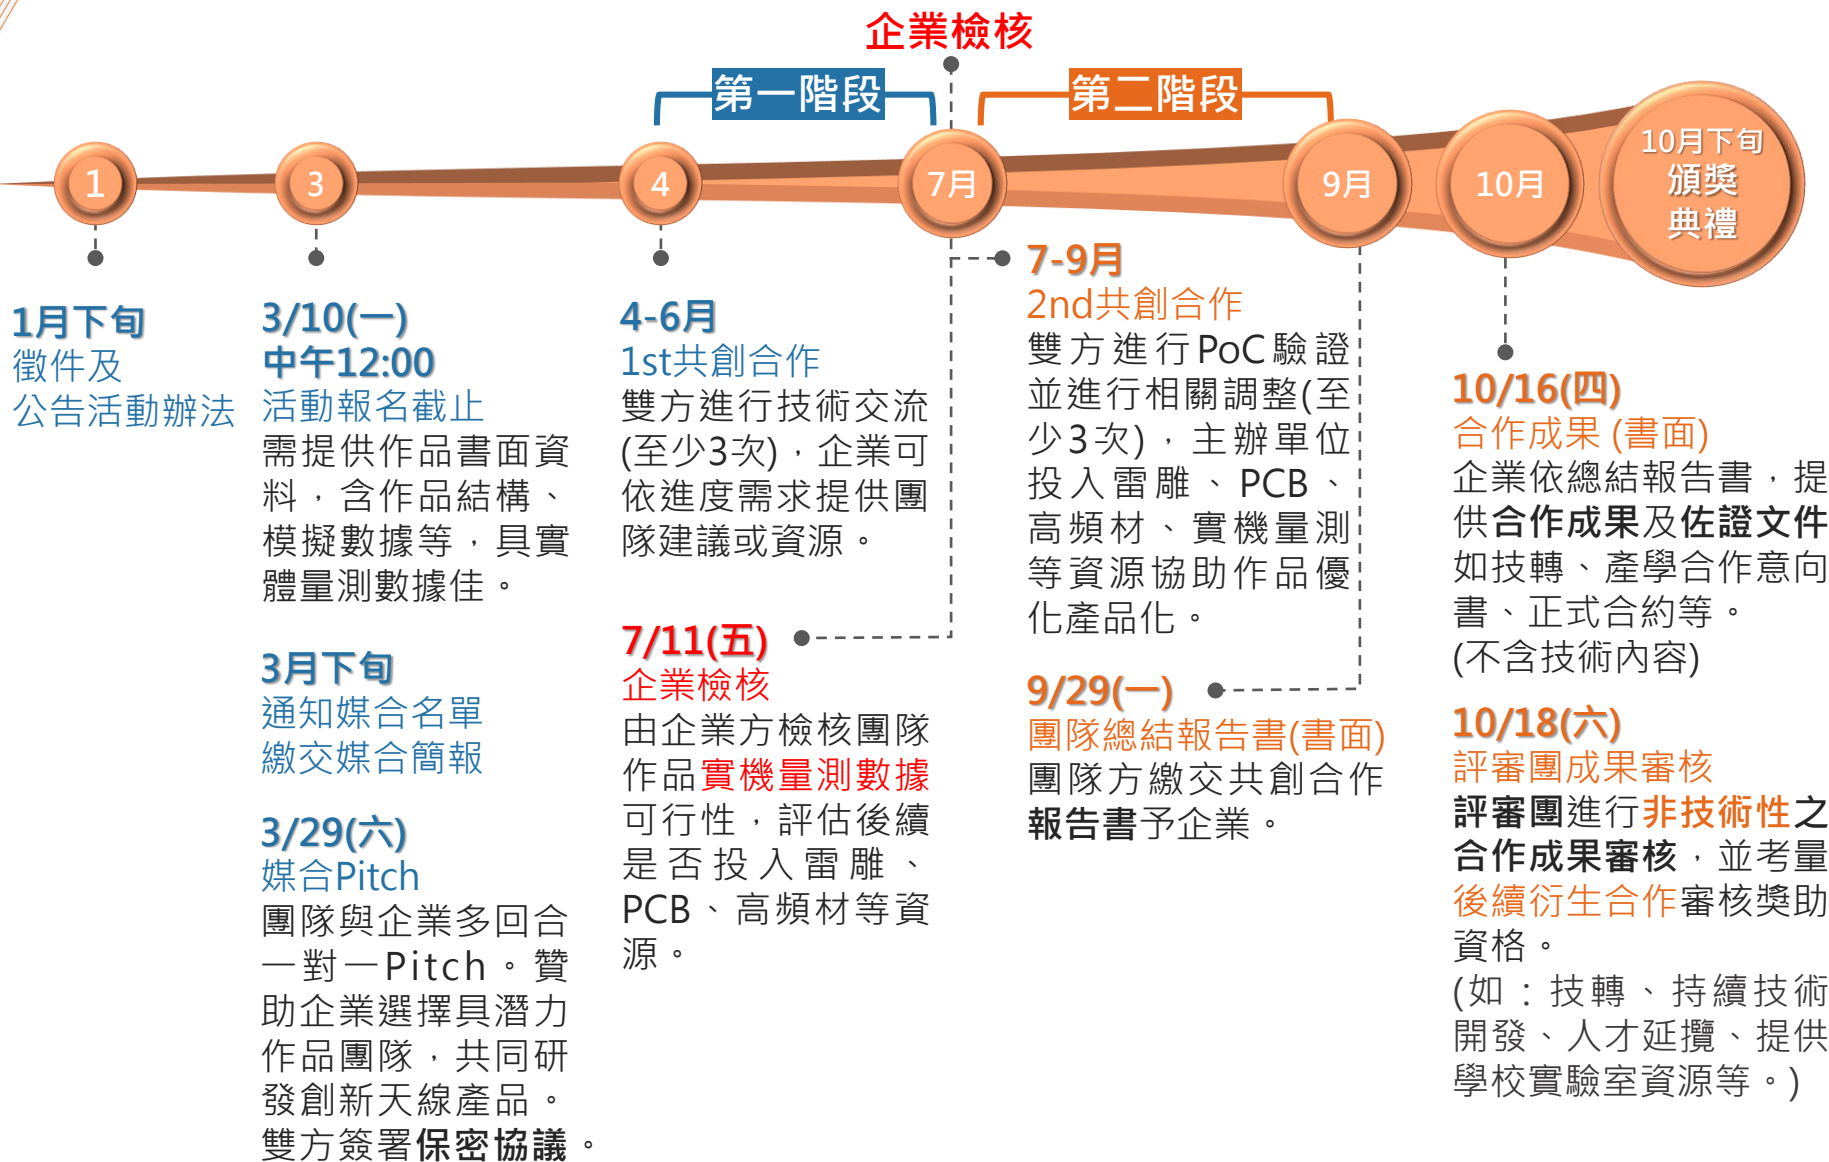 企業檢核
第一階段
第二階段
1
3
4
7月
9月
10月
10月下旬
頒獎
典禮
1月下旬
徵件及
公告活動辦法
3/10(一)
中午12:00
活動報名截止
需提供作品書面資
料，含作品結構、
模擬數據等，具實
體量測數據佳。
3月下旬
通知媒合名單
繳交媒合簡報
3/29(六)
媒合Pitch
團隊與企業多回合
一對一Pitch。贊
助企業選擇具潛力
作品團隊，共同研
發創新天線產品。
雙方簽署保密協議。
4-6月
1st共創合作
雙方進行技術交流
(至少3次)，企業可
依進度需求提供團
隊建議或資源。
7/11(五)
企業檢核
由企業方檢核團隊
作品實機量測數據
可行性，評估後續
是否投入雷雕、
PCB、高頻材等資
源。
7-9月
2nd共創合作
雙方進行PoC驗證
並進行相關調整(至
少3次)，主辦單位
投入雷雕、PCB、
高頻材、實機量測
等資源協助作品優
化產品化。
9/29(一)
團隊總結報告書(書面)
團隊方繳交共創合作
報告書予企業。
10/16(四)
合作成果 (書面)
企業依總結報告書，提
供合作成果及佐證文件
如技轉、產學合作意向
書、正式合約等。
(不含技術內容)
10/18(六)
評審團成果審核
評審團進行非技術性之
合作成果審核，並考量
後續衍生合作審核獎助
資格。
(如：技轉、持續技術
開發、人才延攬、提供
學校實驗室資源等。)